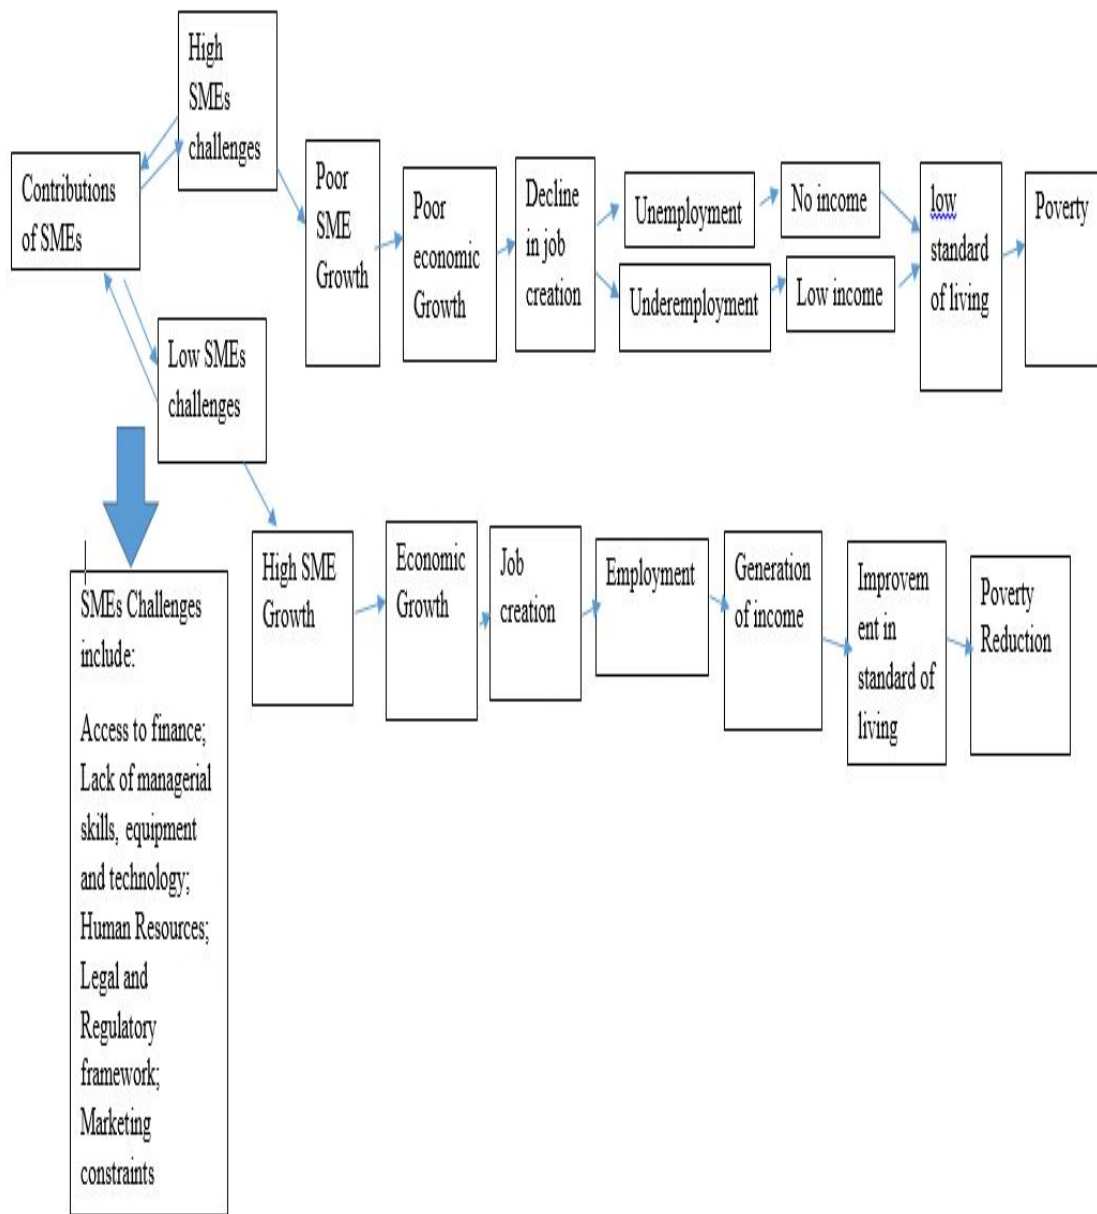 High
SMEs
challenges
Contributions
of SMEs
Poor
SME
Growth
Poor
economic
Growth
Decline
in job
creation
Unemployment
No income
Underemployment
Low income
low
standard
of living
Poverty
Low SMEs
challenges
High SME
Growth
Economic
Growth
Job
creation
Employment
Generation
of income
Improvem
ent in
standard of
living
Poverty
Reduction
SMEs Challenges
include:
Access to finance;
Lack of managerial
skills, equipment
and technology;
Human Resources;
Legal and
Regulatory
framework;
Marketing
constraints